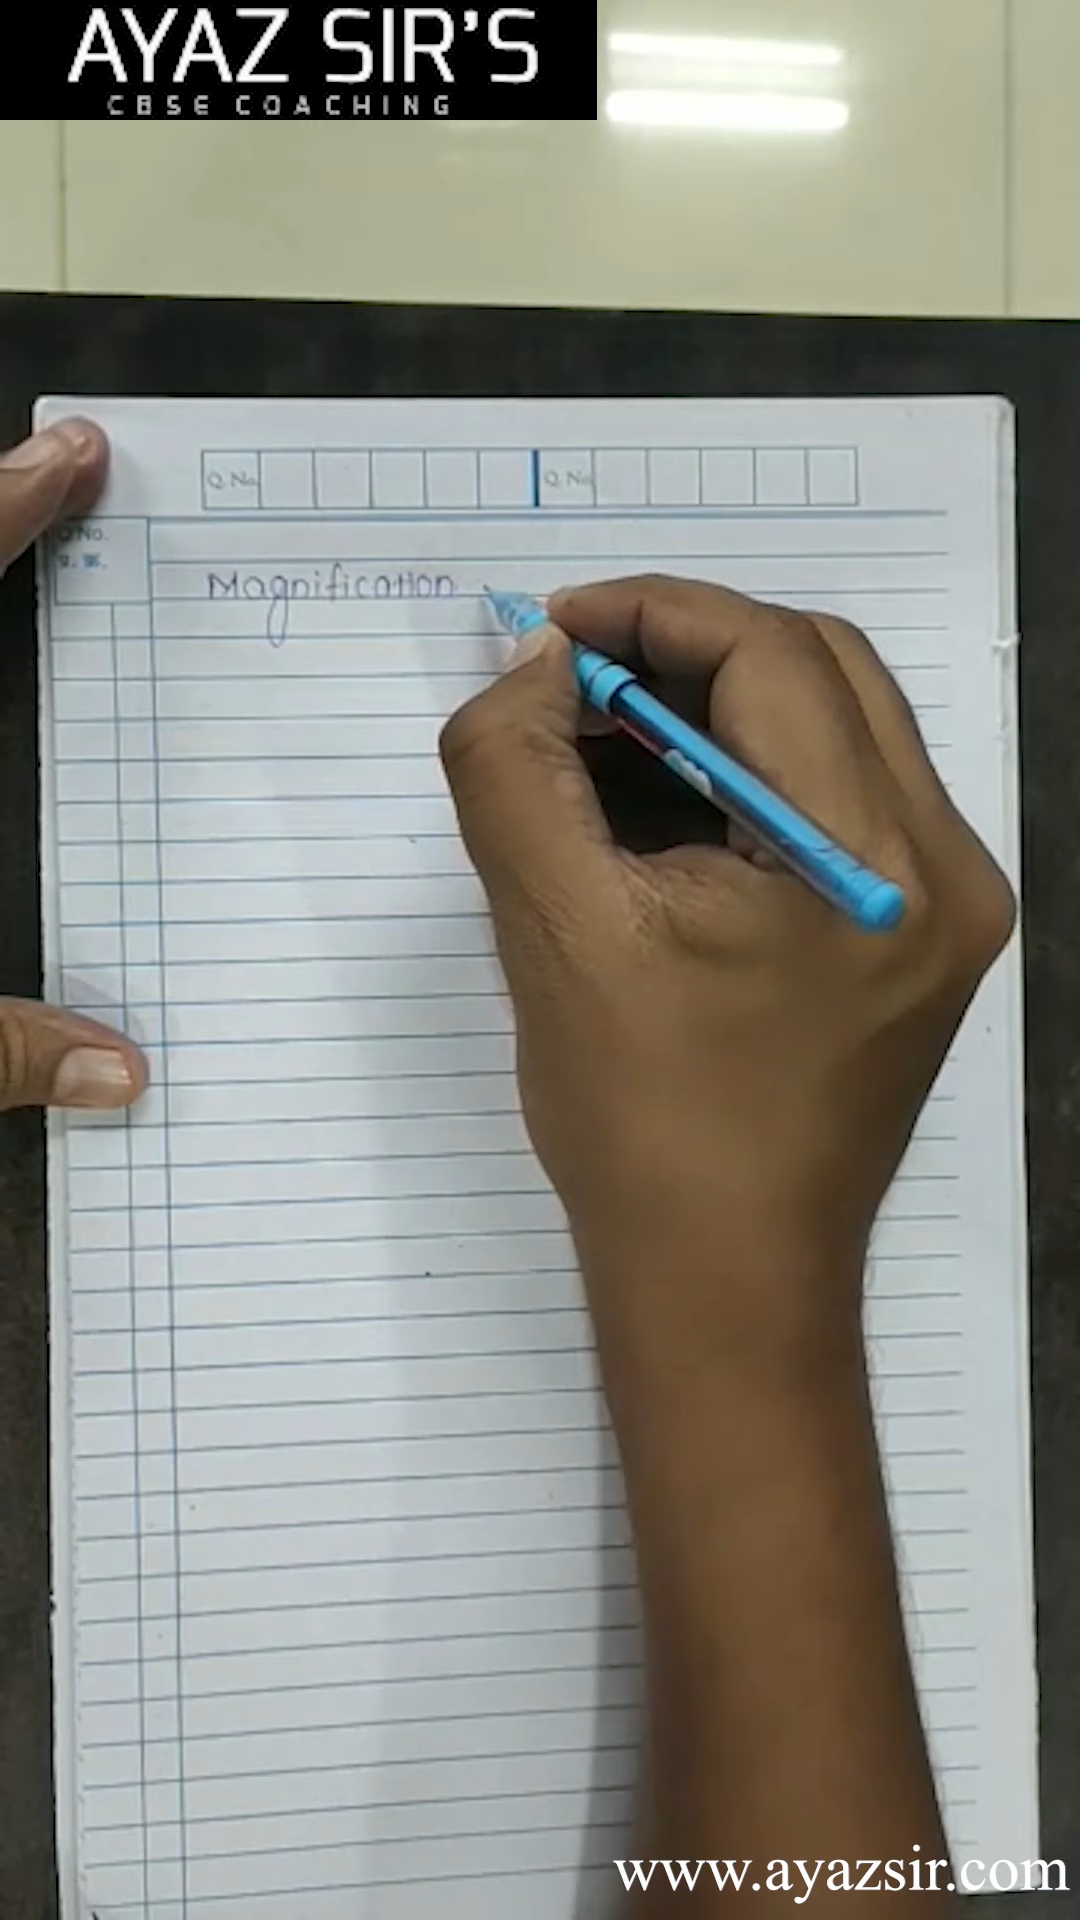 AYAZ SIR'S
CBSE COACHING
Q.No. Q.No.
Q.No.
प्र. क्र.
Magnification
www.ayazsir.com